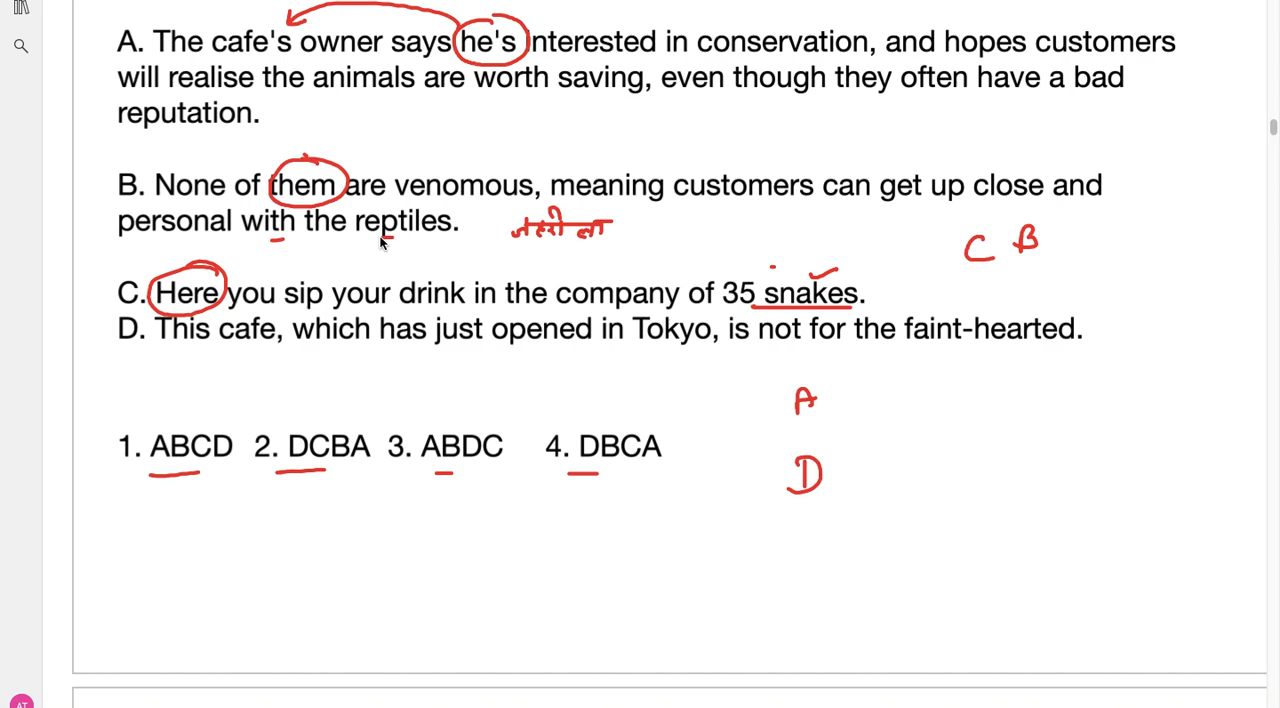 A. The cafe's owner says he's interested in conservation, and hopes customers
will realise the animals are worth saving, even though they often have a bad
reputation.
B. None of them are venomous, meaning customers can get up close and
personal with the reptiles.
जहरीला
C B
C. Here you sip your drink in the company of 35 snakes.
D. This cafe, which has just opened in Tokyo, is not for the faint-hearted.
A
1. ABCD 2. DCBA 3. ABDC 4. DBCA
D
AT